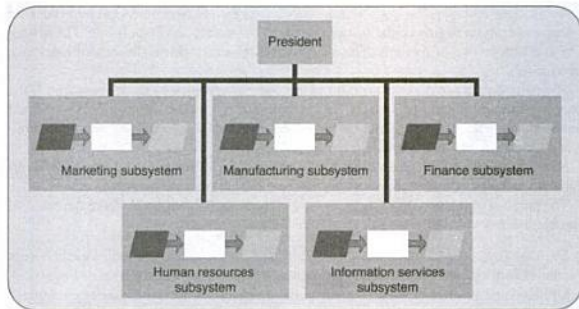 President
Marketing subsystem
Manufacturing subsystem
Finance subsystem
Human resources
subsystem
Information services
subsystem